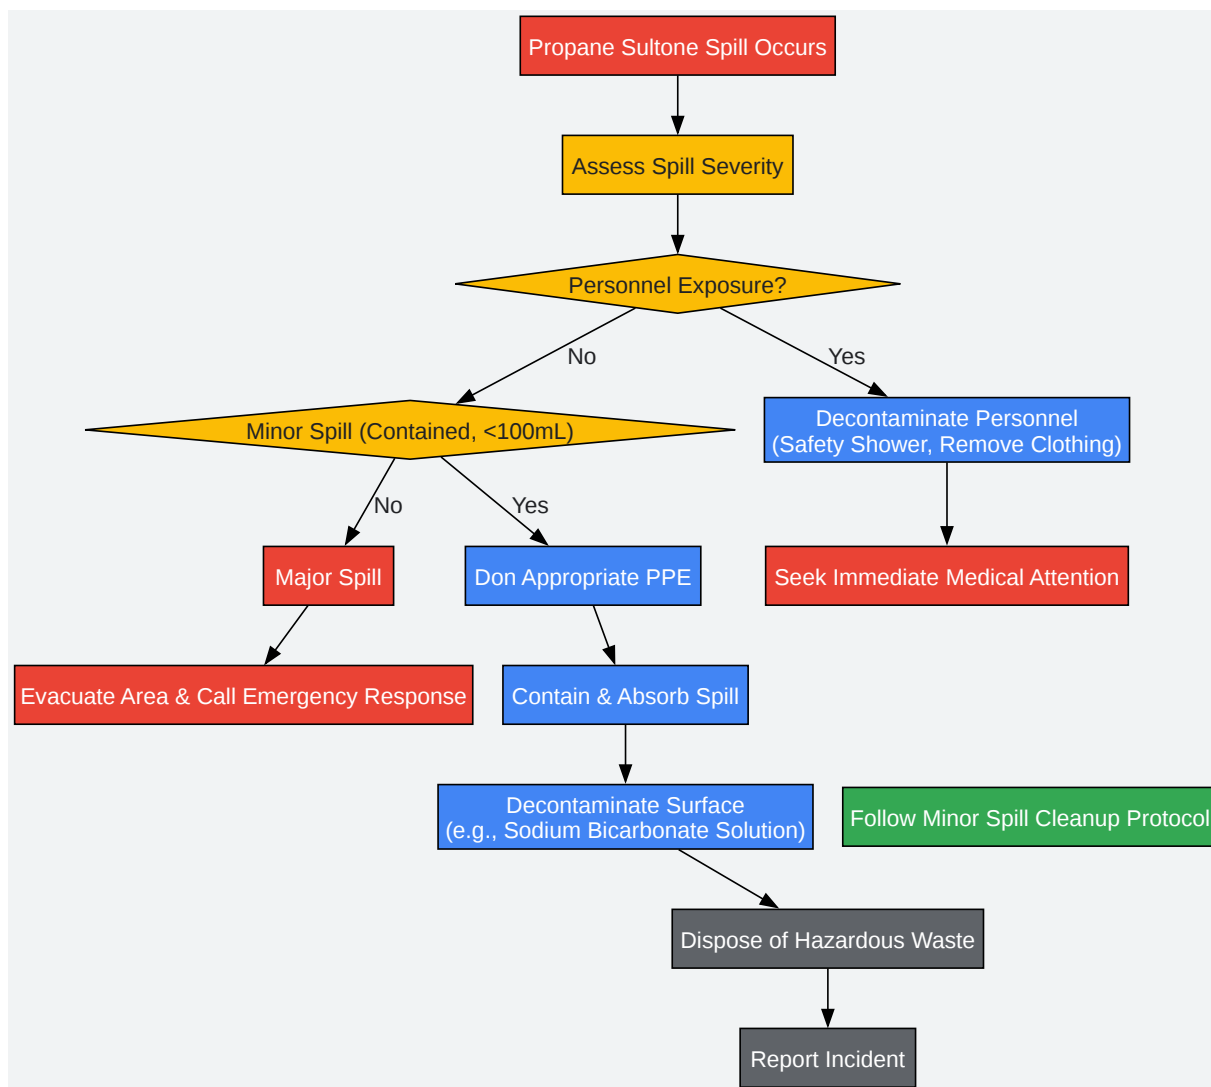 Propane Sultone Spill Occurs
Assess Spill Severity
Personnel Exposure?
No
Yes
Minor Spill (Contained, <100mL)
Decontaminate Personnel
(Safety Shower, Remove Clothing)
No
Yes
Major Spill
Don Appropriate PPE
Seek Immediate Medical Attention
Evacuate Area & Call Emergency Response
Contain & Absorb Spill
Decontaminate Surface
(e.g., Sodium Bicarbonate Solution)
Follow Minor Spill Cleanup Protocol
Dispose of Hazardous Waste
Report Incident